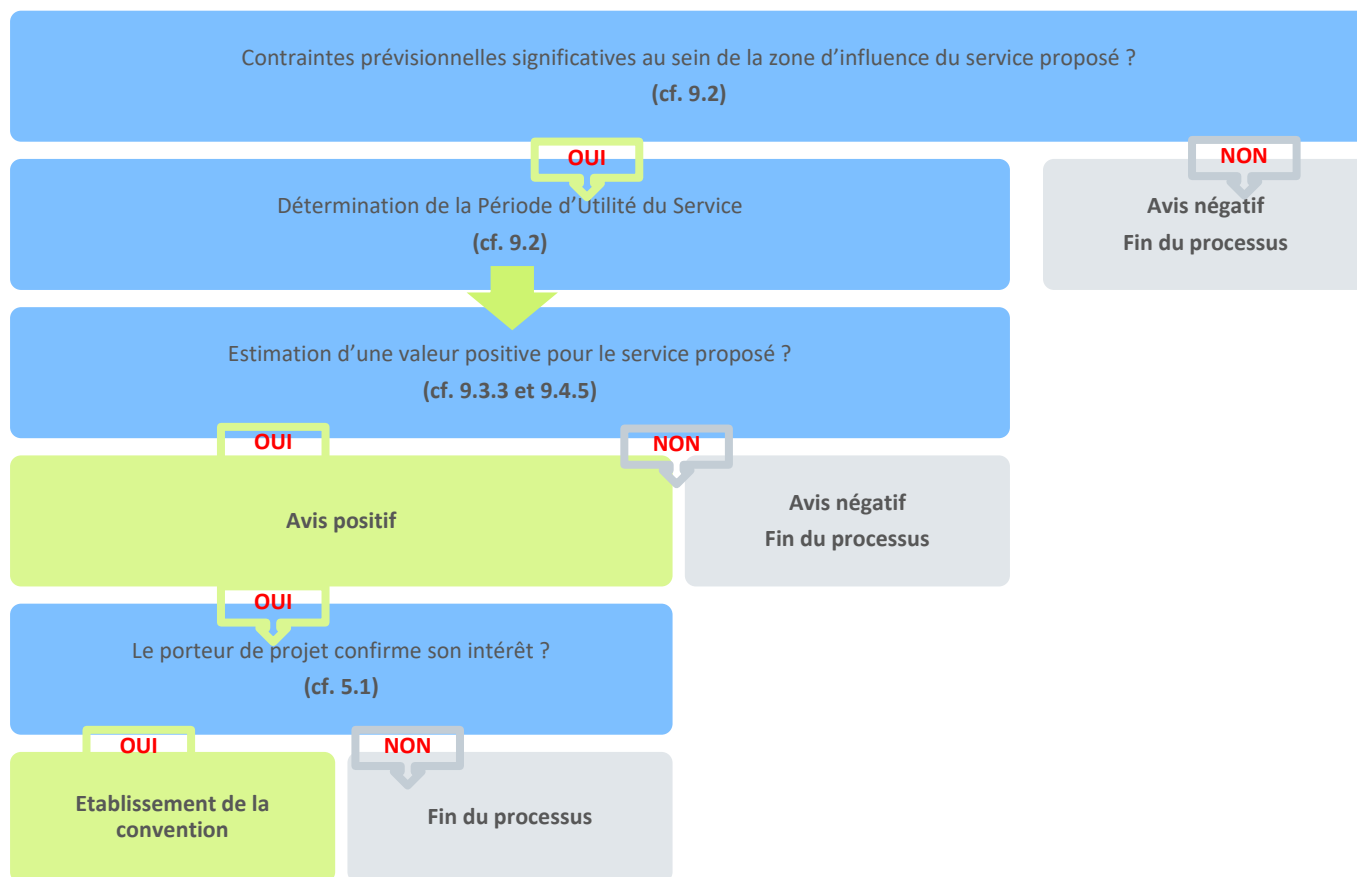 Contraintes prévisionnelles significatives au sein de la zone d’influence du service proposé ?
(cf. 9.2)
OUI
NON
Détermination de la Période d’Utilité du Service
(cf. 9.2)
Avis négatif
Fin du processus
Estimation d’une valeur positive pour le service proposé ?
(cf. 9.3.3 et 9.4.5)
OUI
NON
Avis positif
Avis négatif
Fin du processus
OUI
Le porteur de projet confirme son intérêt ?
(cf. 5.1)
OUI
NON
Etablissement de la
convention
Fin du processus